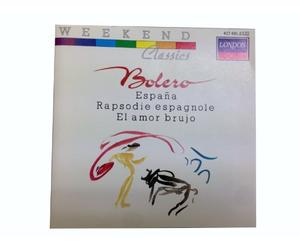 WEEKEND
Classics
LONDON
Bolero
España
Rapsodie espagnole
El amor brujo